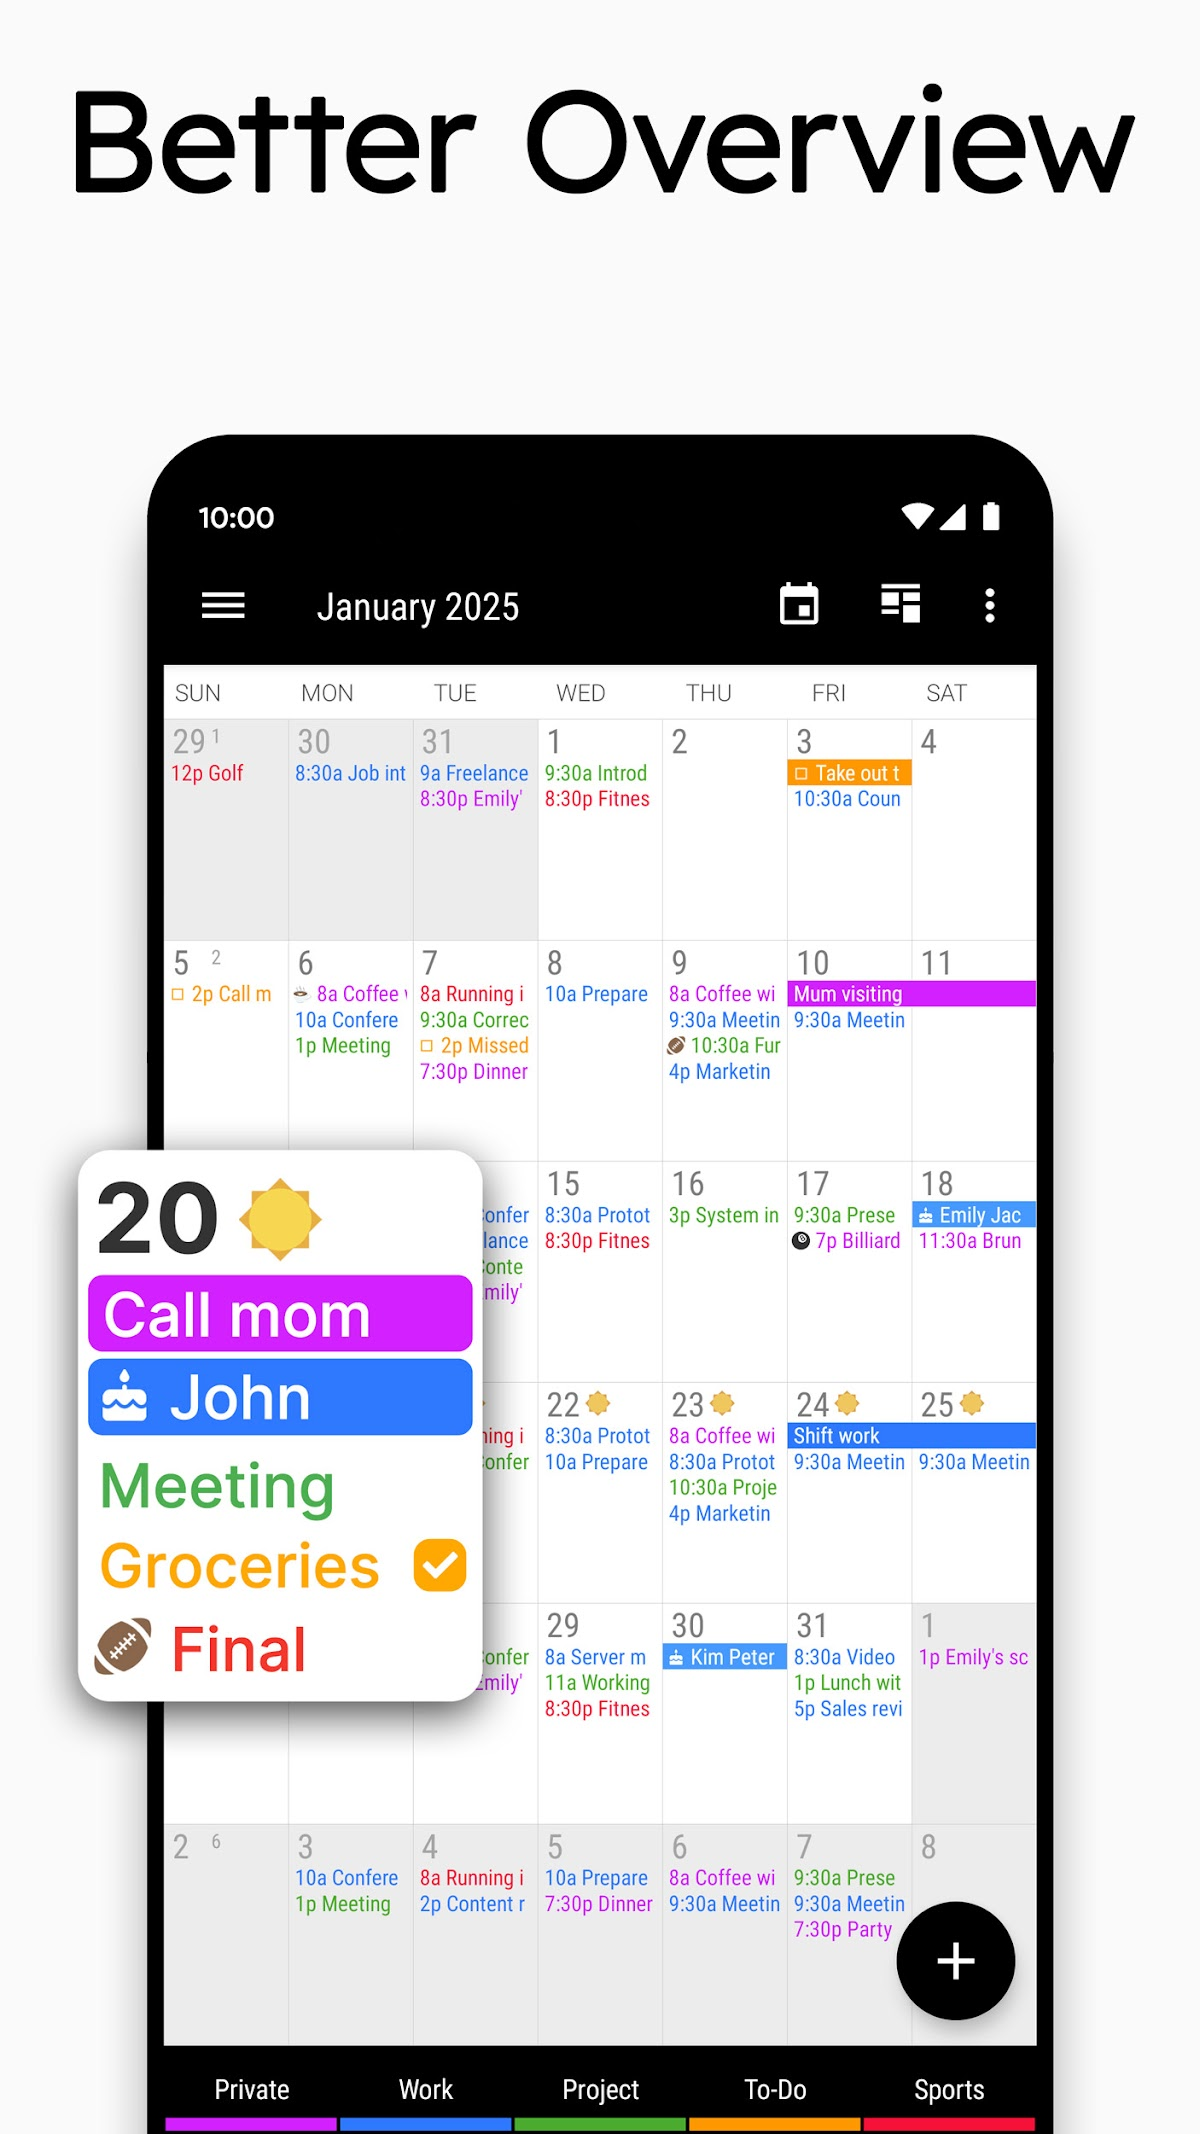 Better Overview
10:00
January 2025
SUN MON TUE WED THU FRI SAT
29 1 30 31 1 2 3 4
12p Golf 8:30a Job int 9a Freelance 9:30a Introd Take out t
8:30p Emily' 8:30p Fitnes 10:30a Coun
5 2 6 7 8 9 10 11
2p Call m 8a Coffee 8a Running i 10a Prepare 8a Coffee wi Mum visiting
10a Confere 9:30a Correc 9:30a Meetin 9:30a Meetin
1p Meeting 2p Missed 10:30a Fur
7:30p Dinner 4p Marketin
15 16 17 18
onfer 8:30a Protot 3p System in 9:30a Prese Emily Jac
lance 8:30p Fitnes 7p Billiard 11:30a Brun
Conte
mily'
20
Call mom
John
Meeting
Groceries
Final
22 23 24 25
ning i 8:30a Protot 8a Coffee wi Shift work
onfer 10a Prepare 8:30a Protot 9:30a Meetin 9:30a Meetin
10:30a Proje
4p Marketin
29 30 31 1
onfer 8a Server m Kim Peter 8:30a Video 1p Emily's sc
Emily' 11a Working 1p Lunch wit
8:30p Fitnes 5p Sales revi
2 6 3 4 5 6 7 8
10a Confere 8a Running i 10a Prepare 8a Coffee wi 9:30a Prese
1p Meeting 2p Content r 7:30p Dinner 9:30a Meetin 9:30a Meetin
7:30p Party
Private Work Project To-Do Sports